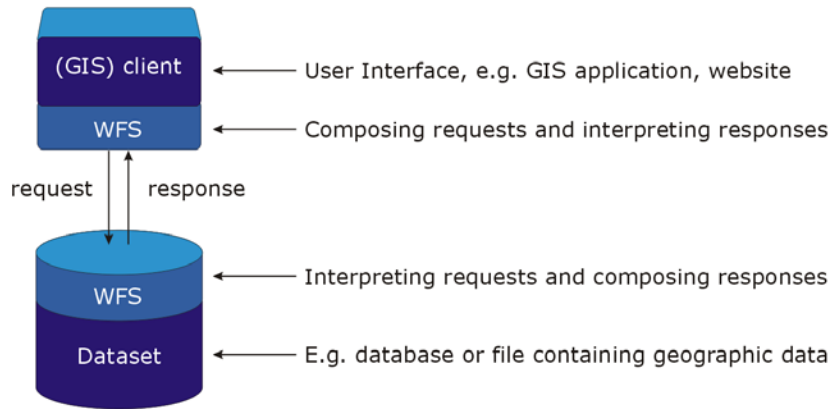 (GIS) client
User Interface, e.g. GIS application, website
WFS
Composing requests and interpreting responses
request
response
WFS
Interpreting requests and composing responses
Dataset
E.g. database or file containing geographic data